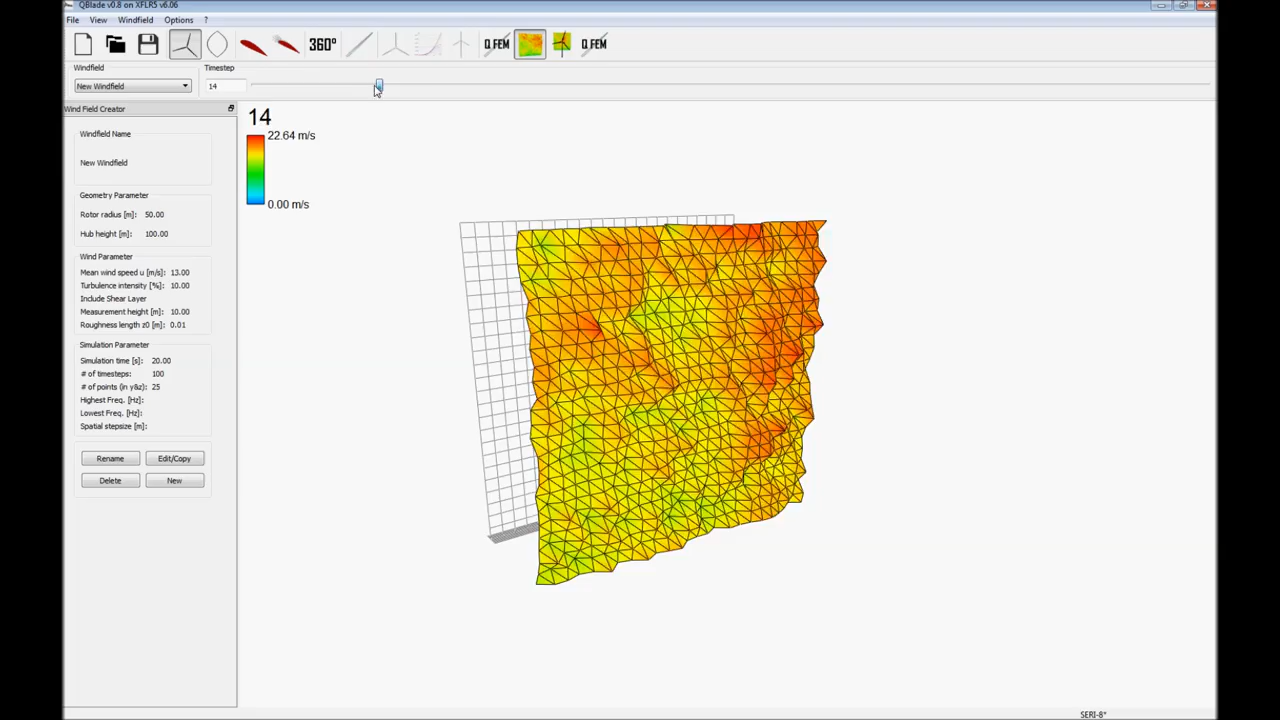 QBlade v0.8 on XFLR5 v6.06
File View Windfield Options ?
360° Q FEM Q FEM
Windfield Timestep
New Windfield 14
Wind Field Creator
Windfield Name
New Windfield
Geometry Parameter
Rotor radius [m]: 50.00
Hub height [m]: 100.00
Wind Parameter
Mean wind speed u [m/s]: 13.00
Turbulence intensity [%]: 10.00
Include Shear Layer
Measurement height [m]: 10.00
Roughness length z0 [m]: 0.01
Simulation Parameter
Simulation time [s]: 20.00
# of timesteps: 100
# of points (in y&z): 25
Highest Freq. [Hz]:
Lowest Freq. [Hz]:
Spatial stepsize [m]:
Rename Edit/Copy
Delete New
14
22.64 m/s
0.00 m/s
SERI-8*